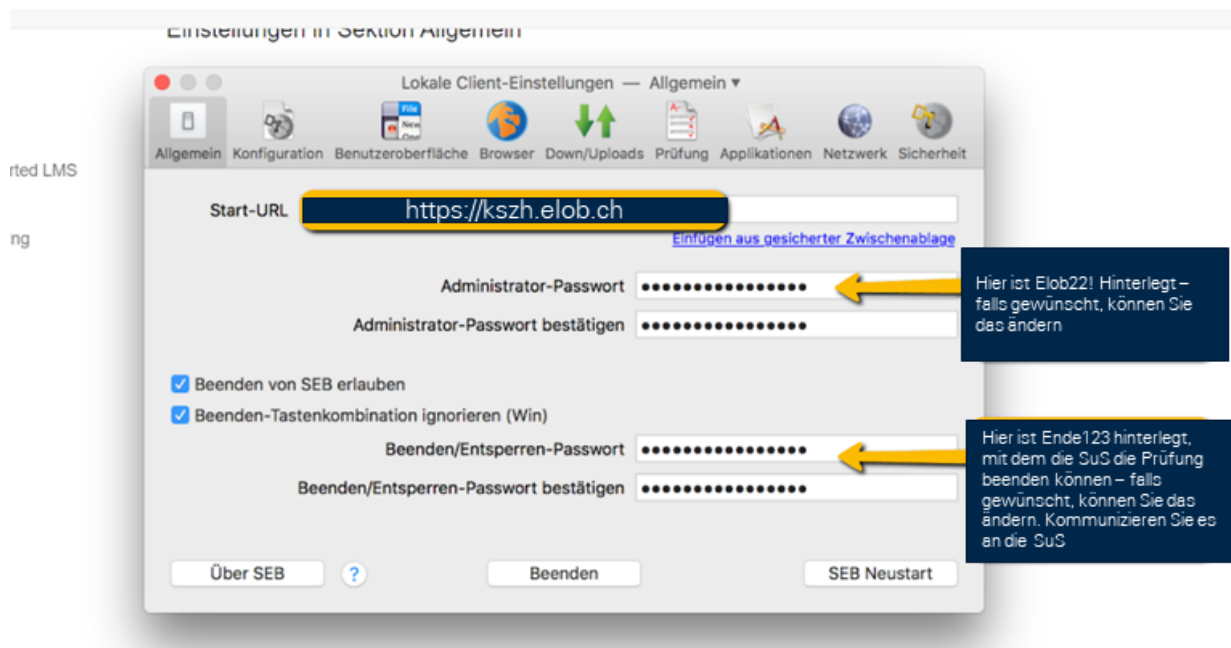 Einstellungen in Sektion Allgemein
Lokale Client-Einstellungen — Allgemein ▾
File
New
Allgemein Konfiguration Benutzeroberfläche Browser Down/Uploads Prüfung Applikationen Netzwerk Sicherheit
rted LMS
Start-URL https://kszh.elob.ch
ng
Einfügen aus gesicherter Zwischenablage
Administrator-Passwort ●●●●●●●●●●●●●●●●
Hier ist Elob22! Hinterlegt –
falls gewünscht, können Sie
das ändern
Administrator-Passwort bestätigen ●●●●●●●●●●●●●●●●
Beenden von SEB erlauben
Beenden-Tastenkombination ignorieren (Win)
Beenden/Entsperren-Passwort ●●●●●●●●●●●●●●●●
Hier ist Ende123 hinterlegt,
mit dem die SuS die Prüfung
beenden können – falls
gewünscht, können Sie das
ändern. Kommunizieren Sie es
an die SuS
Beenden/Entsperren-Passwort bestätigen ●●●●●●●●●●●●●●●●
Über SEB ? Beenden SEB Neustart